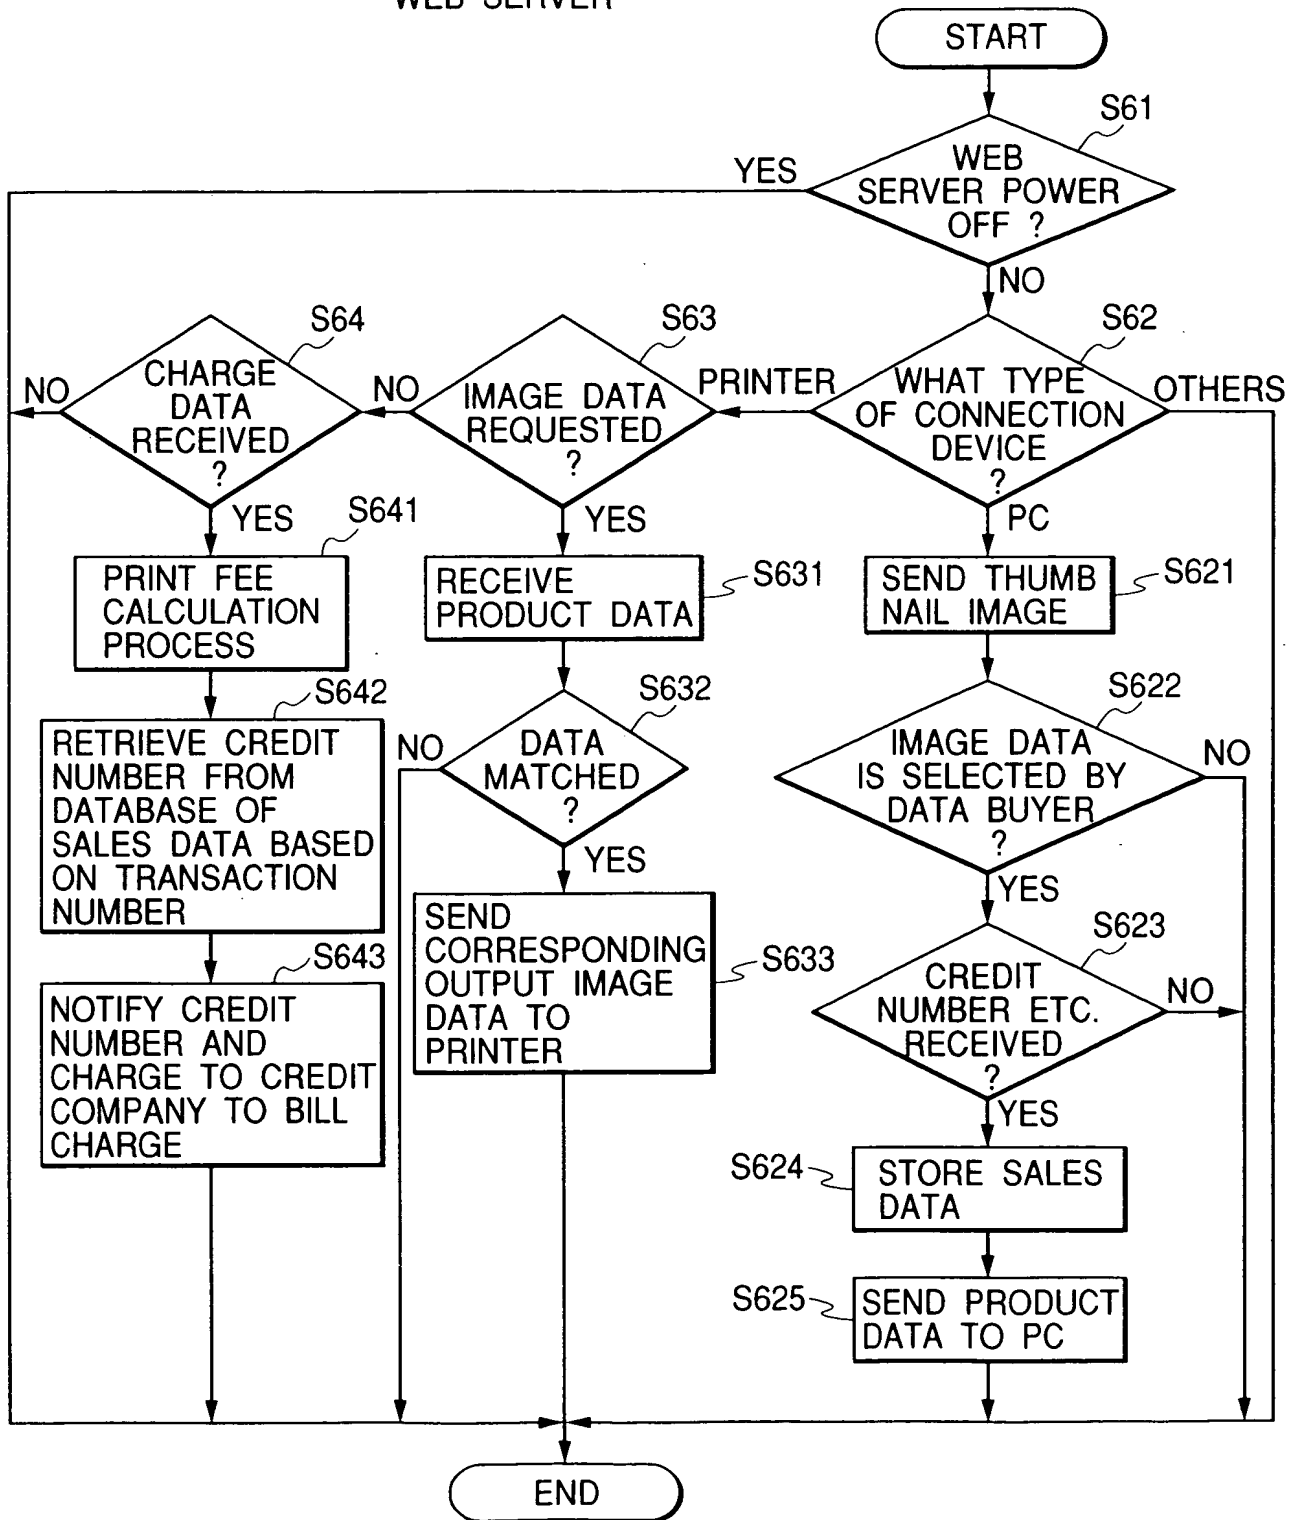 WEB SERVER
START
S61
WEB
SERVER POWER
OFF ?
YES
NO
S62
WHAT TYPE
OF CONNECTION
DEVICE
?
PRINTER
OTHERS
PC
S63
IMAGE DATA
REQUESTED
?
NO
YES
S64
CHARGE
DATA
RECEIVED
?
NO
YES
S641
PRINT FEE
CALCULATION
PROCESS
S642
RETRIEVE CREDIT
NUMBER FROM
DATABASE OF
SALES DATA BASED
ON TRANSACTION
NUMBER
S643
NOTIFY CREDIT
NUMBER AND
CHARGE TO CREDIT
COMPANY TO BILL
CHARGE
S631
RECEIVE
PRODUCT DATA
S632
DATA
MATCHED
?
NO
YES
S633
SEND
CORRESPONDING
OUTPUT IMAGE
DATA TO
PRINTER
S621
SEND THUMB
NAIL IMAGE
S622
IMAGE DATA
IS SELECTED BY
DATA BUYER
?
NO
YES
S623
CREDIT
NUMBER ETC.
RECEIVED
?
NO
YES
S624
STORE SALES
DATA
S625
SEND PRODUCT
DATA TO PC
END